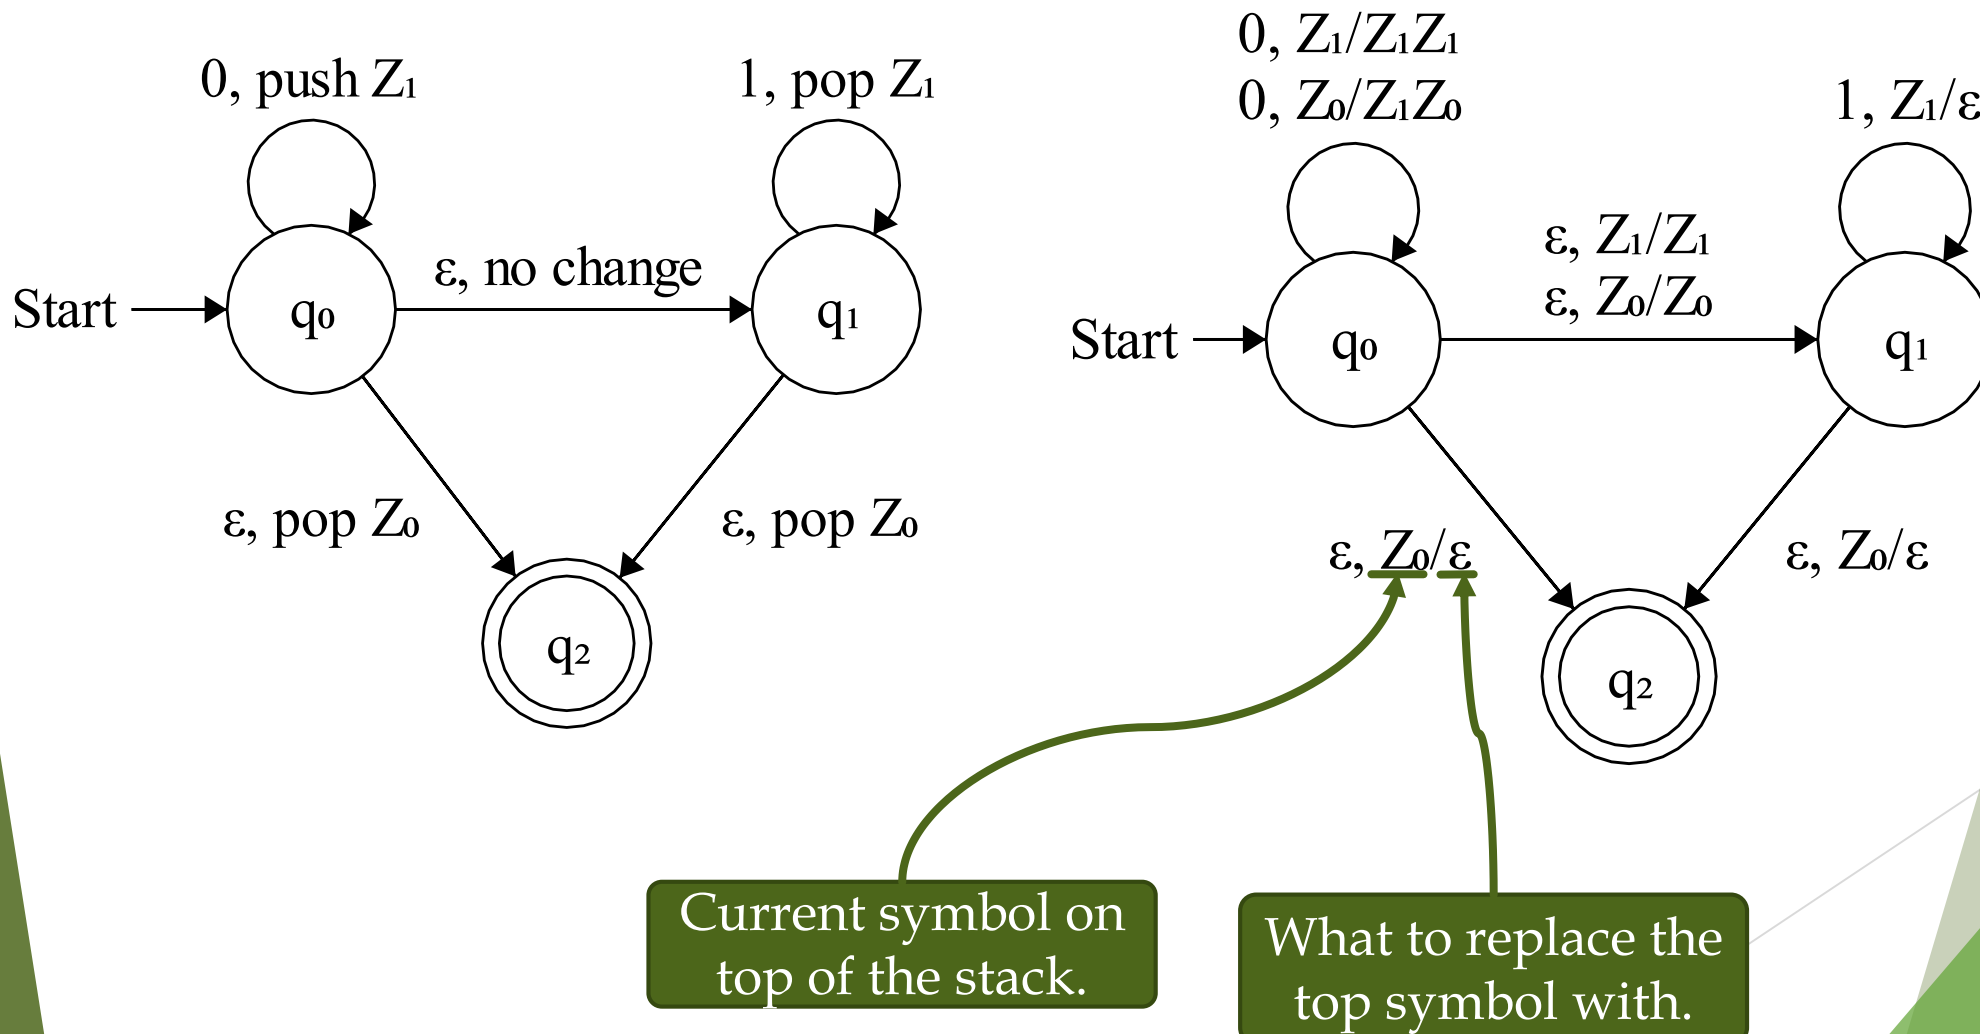 0, push Z₁
1, pop Z₁
ε, no change
Start
q₀
q₁
ε, pop Z₀
ε, pop Z₀
q₂
0, Z₁/Z₁Z₁
0, Z₀/Z₁Z₀
1, Z₁/ε
ε, Z₁/Z₁
ε, Z₀/Z₀
Start
q₀
q₁
ε, Z₀/ε
ε, Z₀/ε
q₂
Current symbol on
top of the stack.
What to replace the
top symbol with.